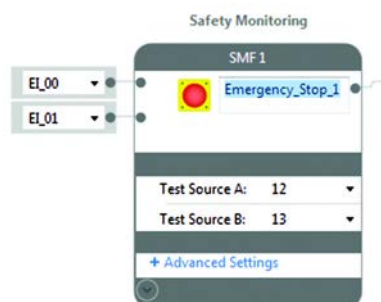 Safety Monitoring
SMF 1
EI_00
Emergency_Stop_1
EI_01
Test Source A: 12
Test Source B: 13
+ Advanced Settings